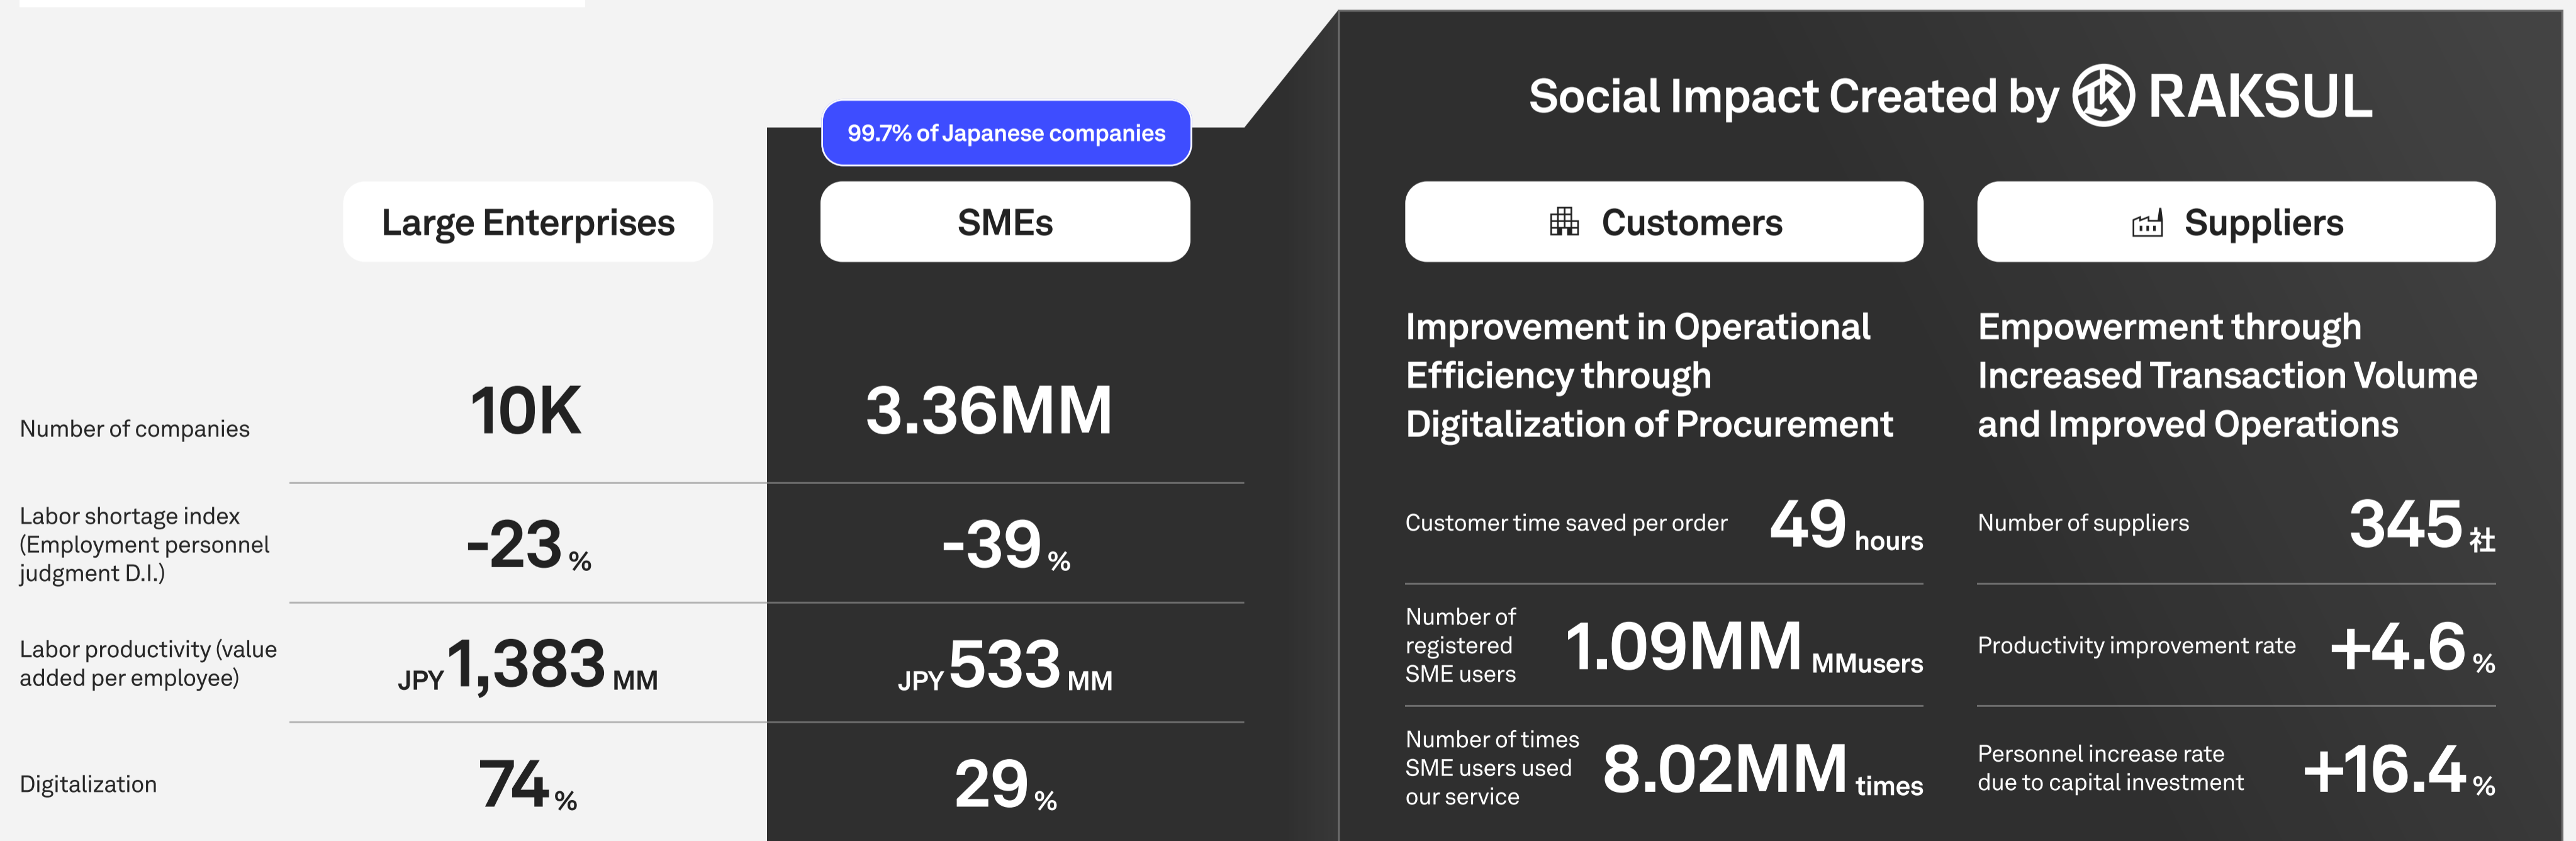 Social Impact Created by RAKSUL
99.7% of Japanese companies
Large Enterprises
SMEs
Number of companies
10K
3.36MM
Labor shortage index
(Employment personnel
judgment D.I.)
-23 %
-39 %
Labor productivity (value
added per employee)
JPY 1,383 MM
JPY 533 MM
Digitalization
74 %
29 %
Customers
Improvement in Operational
Efficiency through
Digitalization of Procurement
Customer time saved per order
49 hours
Number of
registered
SME users
1.09MM MMusers
Number of times
SME users used
our service
8.02MM times
Suppliers
Empowerment through
Increased Transaction Volume
and Improved Operations
Number of suppliers
345 社
Productivity improvement rate
+4.6 %
Personnel increase rate
due to capital investment
+16.4 %